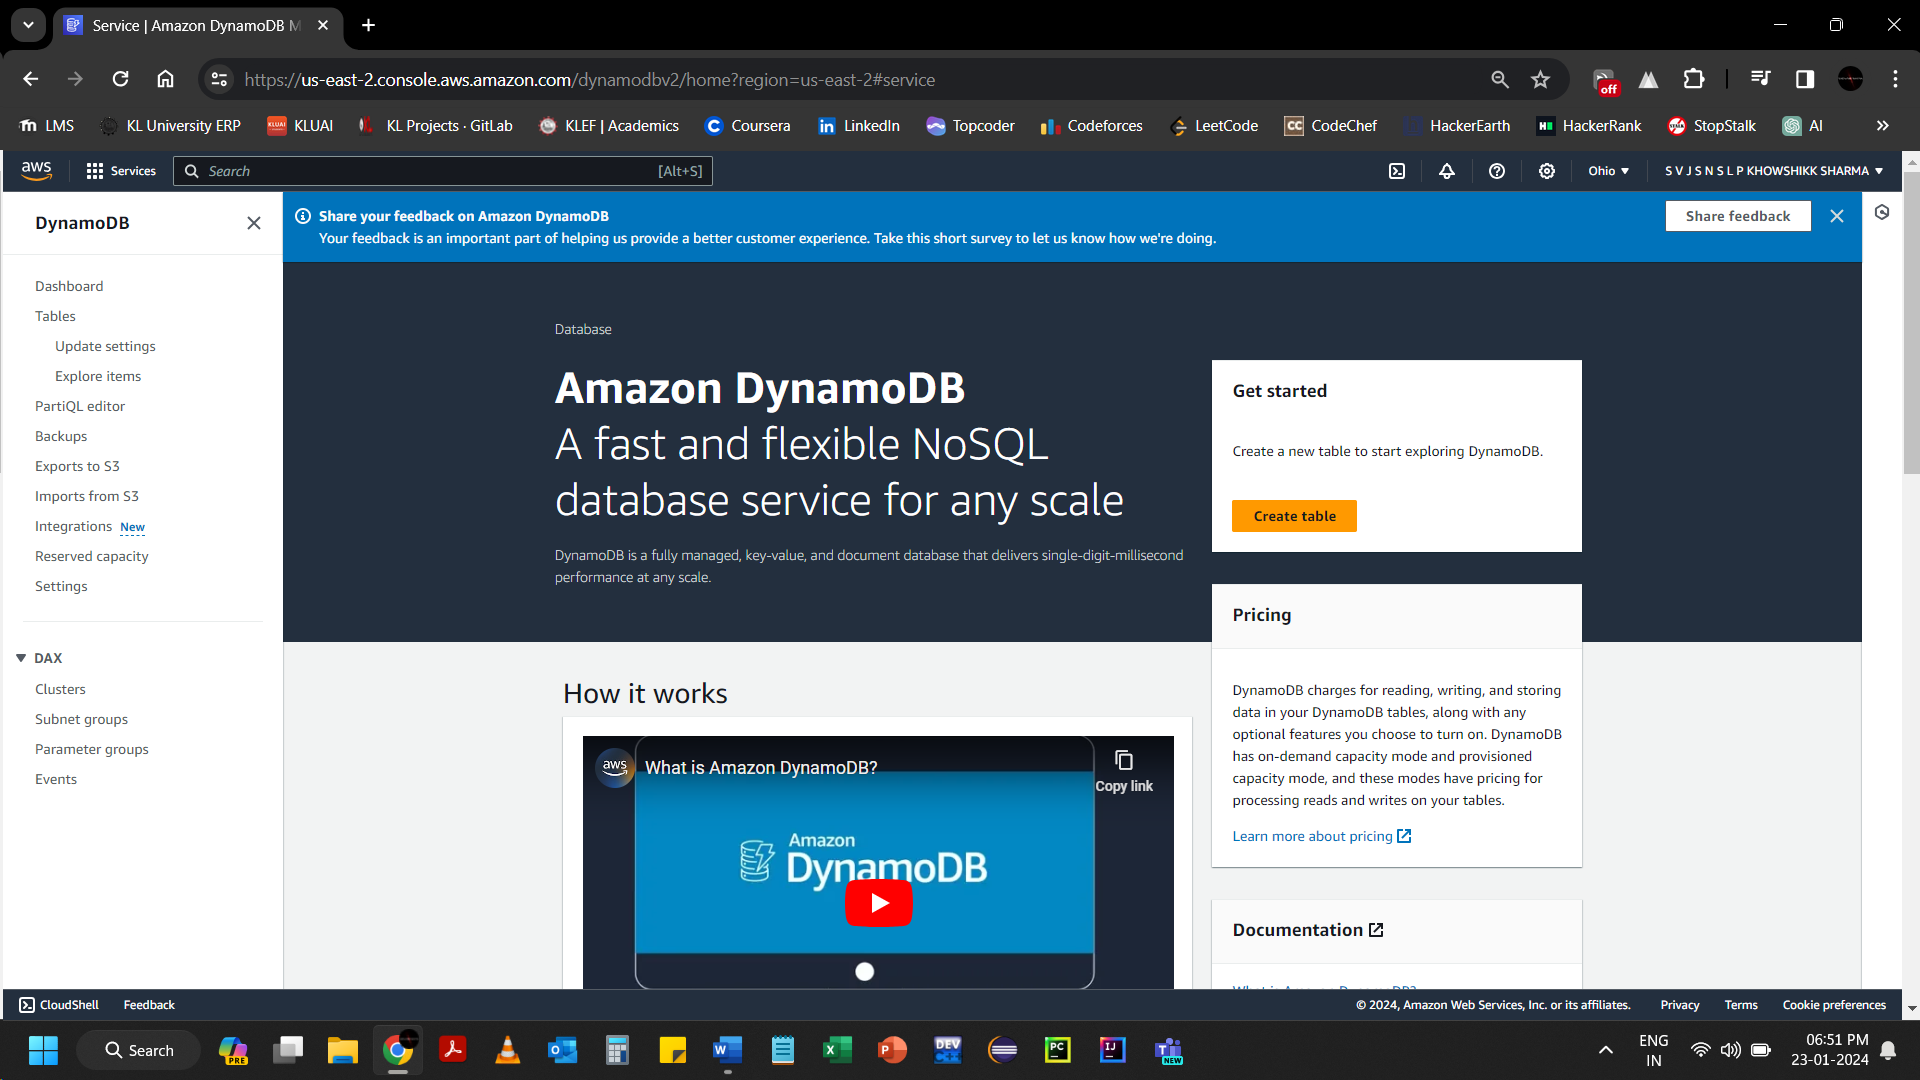 Service | Amazon DynamoDB M
https://us-east-2.console.aws.amazon.com/dynamodbv2/home?region=us-east-2#service
off
LMS
KL University ERP
KLUAI
KL Projects · GitLab
KLEF | Academics
Coursera
LinkedIn
Topcoder
Codeforces
LeetCode
CodeChef
HackerEarth
HackerRank
StopStalk
AI
aws
Services
Search
[Alt+S]
Ohio
S V J S N S L P KHOWSHIKK SHARMA
DynamoDB
Dashboard
Tables
Update settings
Explore items
PartiQL editor
Backups
Exports to S3
Imports from S3
Integrations New
Reserved capacity
Settings
DAX
Clusters
Subnet groups
Parameter groups
Events
Share your feedback on Amazon DynamoDB
Your feedback is an important part of helping us provide a better customer experience. Take this short survey to let us know how we're doing.
Share feedback
Database
Amazon DynamoDB
A fast and flexible NoSQL
database service for any scale
DynamoDB is a fully managed, key-value, and document database that delivers single-digit-millisecond
performance at any scale.
Get started
Create a new table to start exploring DynamoDB.
Create table
Pricing
DynamoDB charges for reading, writing, and storing
data in your DynamoDB tables, along with any
optional features you choose to turn on. DynamoDB
has on-demand capacity mode and provisioned
capacity mode, and these modes have pricing for
processing reads and writes on your tables.
Learn more about pricing
How it works
aws
What is Amazon DynamoDB?
Copy link
Amazon
DynamoDB
Documentation
CloudShell
Feedback
© 2024, Amazon Web Services, Inc. or its affiliates.
Privacy
Terms
Cookie preferences
Search
PRE
DEV
C++
PC
IJ
NEW
ENG
IN
06:51 PM
23-01-2024